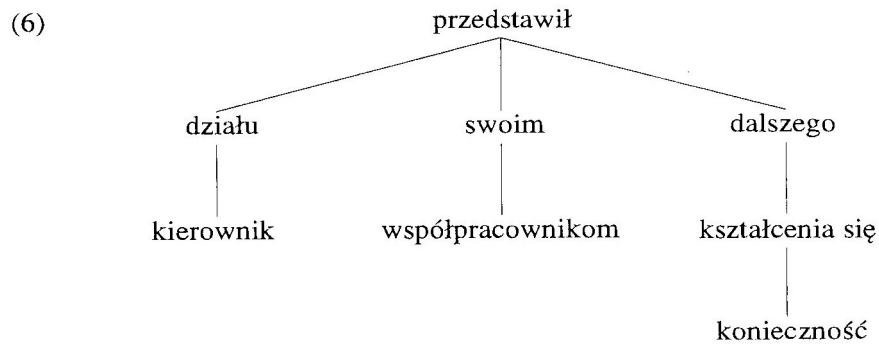 (6) przedstawił
działu swoim dalszego
kierownik współpracownikom kształcenia się
konieczność